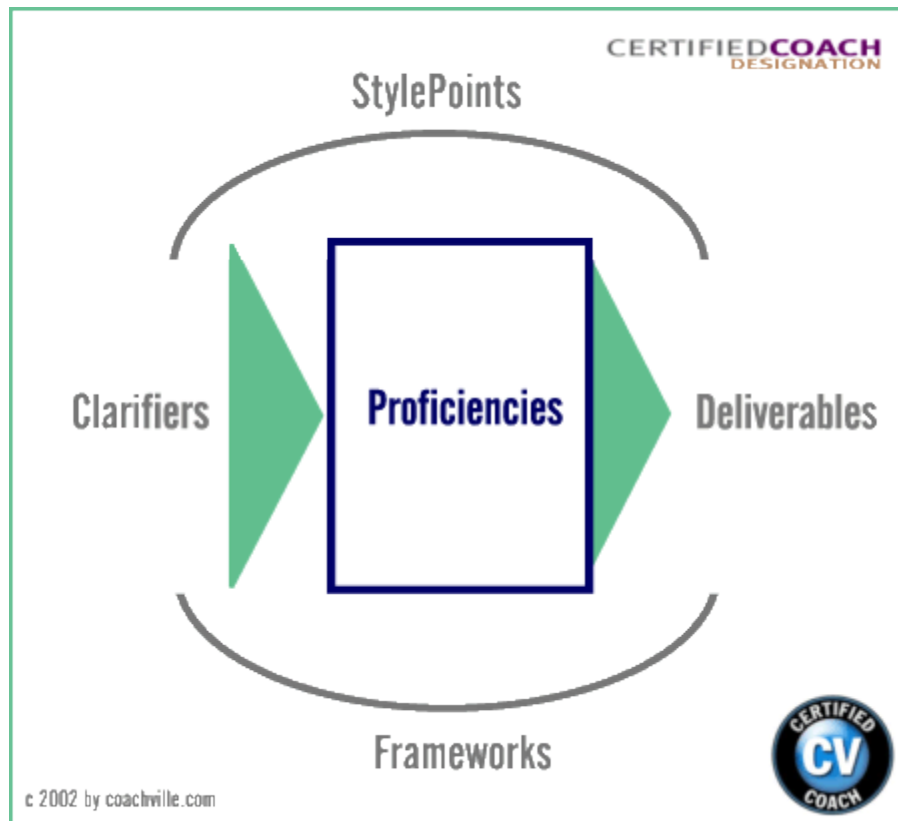 CERTIFIEDCOACH
DESIGNATION
StylePoints
Clarifiers
Proficiencies
Deliverables
Frameworks
c 2002 by coachville.com
CERTIFIED
CV
COACH